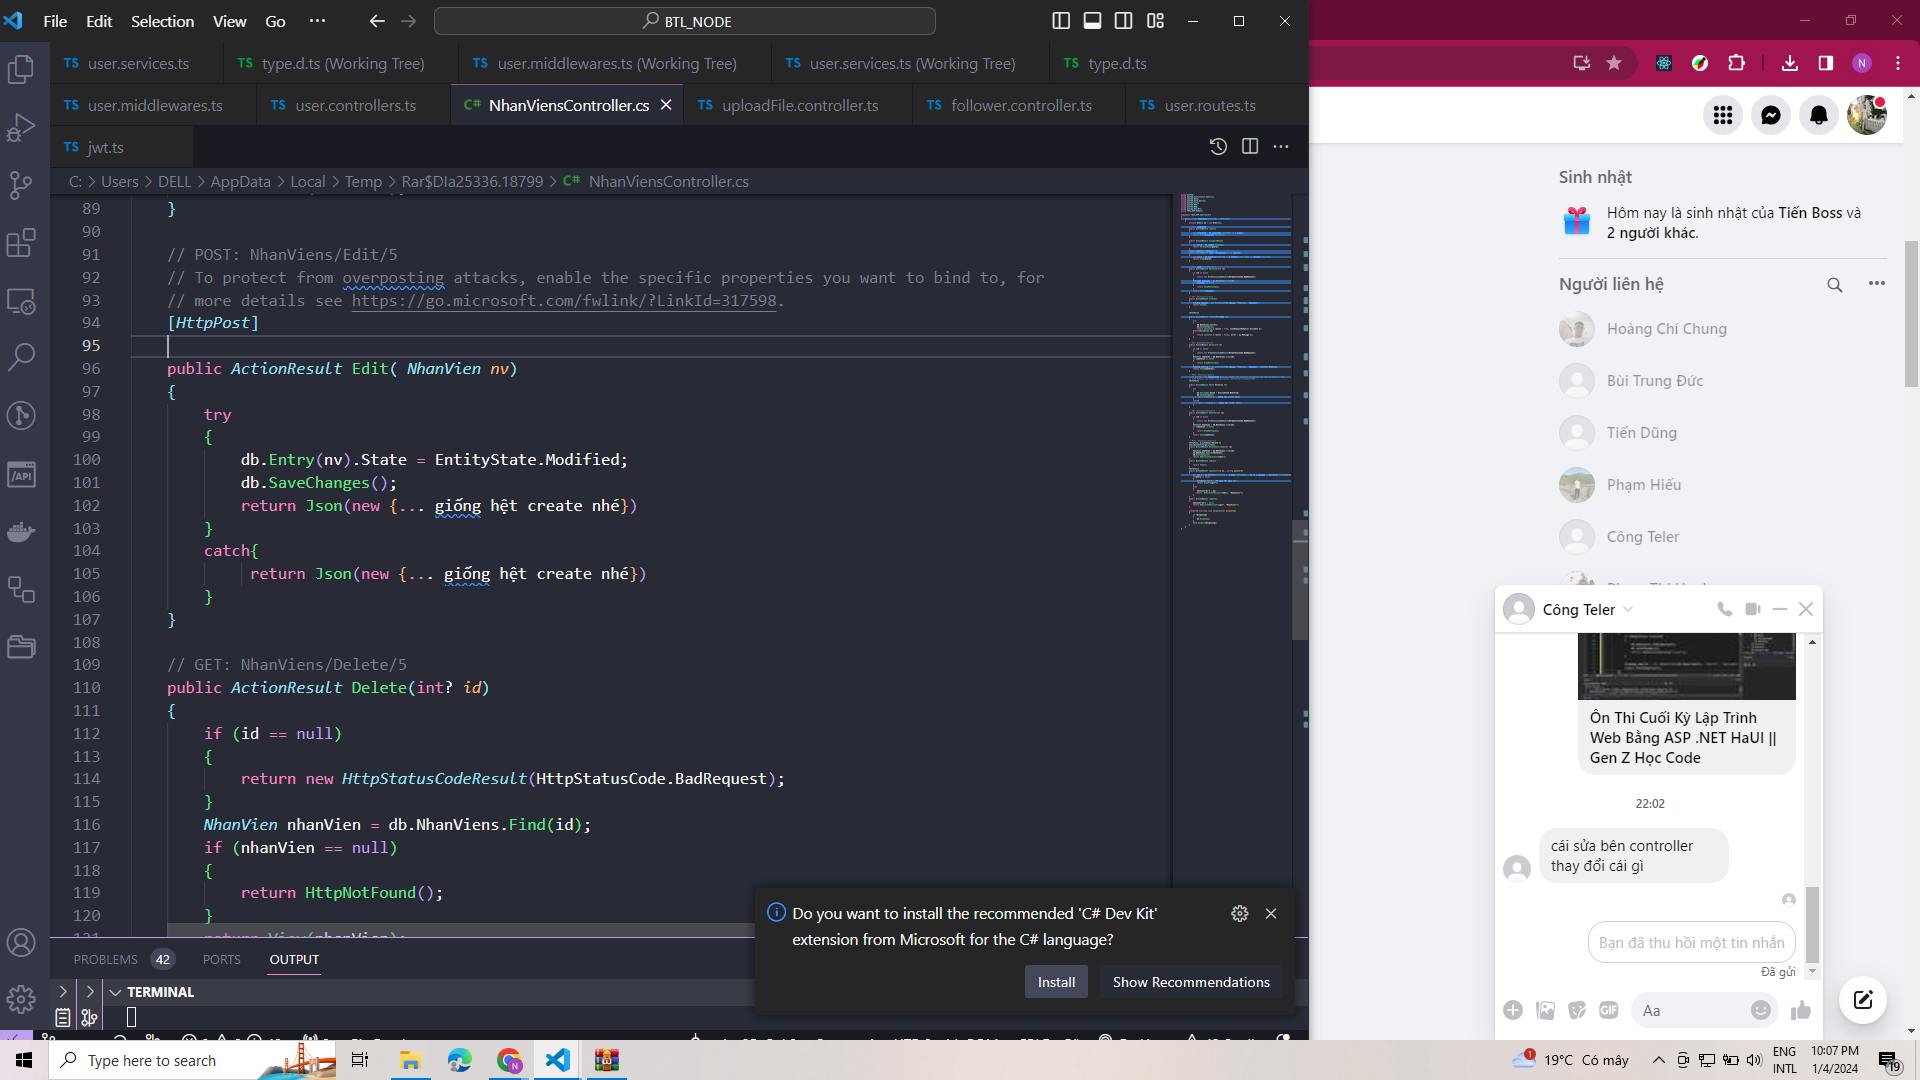 File Edit Selection View Go ··· BTL_NODE
TS user.services.ts TS type.d.ts (Working Tree) TS user.middlewares.ts (Working Tree) TS user.services.ts (Working Tree) TS type.d.ts
TS user.middlewares.ts TS user.controllers.ts C# NhanViensController.cs TS uploadFile.controller.ts TS follower.controller.ts TS user.routes.ts
TS jwt.ts
C: > Users > DELL > AppData > Local > Temp > Rar$DIa25336.18799 > C# NhanViensController.cs
89 }
90
91 // POST: NhanViens/Edit/5
92 // To protect from overposting attacks, enable the specific properties you want to bind to, for
93 // more details see https://go.microsoft.com/fwlink/?LinkId=317598.
94 [HttpPost]
95
96 public ActionResult Edit( NhanVien nv)
97 {
98 try
99 {
100 db.Entry(nv).State = EntityState.Modified;
101 db.SaveChanges();
102 return Json(new {... giống hệt create nhé})
103 }
104 catch{
105 return Json(new {... giống hệt create nhé})
106 }
107 }
108
109 // GET: NhanViens/Delete/5
110 public ActionResult Delete(int? id)
111 {
112 if (id == null)
113 {
114 return new HttpStatusCodeResult(HttpStatusCode.BadRequest);
115 }
116 NhanVien nhanVien = db.NhanViens.Find(id);
117 if (nhanVien == null)
118 {
119 return HttpNotFound();
120 }
Do you want to install the recommended 'C# Dev Kit'
extension from Microsoft for the C# language?
Install Show Recommendations
PROBLEMS 42 PORTS OUTPUT
TERMINAL
N
Sinh nhật
Hôm nay là sinh nhật của Tiến Boss và
2 người khác.
Người liên hệ
Hoàng Chí Chung
Bùi Trung Đức
Tiến Dũng
Phạm Hiếu
Công Teler
Công Teler
Ôn Thi Cuối Kỳ Lập Trình
Web Bằng ASP .NET HaUI ||
Gen Z Học Code
22:02
cái sửa bên controller
thay đổi cái gì
Bạn đã thu hồi một tin nhắn
Đã gửi
GIF Aa
Type here to search
1 19°C Có mây ENG
INTL
10:07 PM
1/4/2024
19